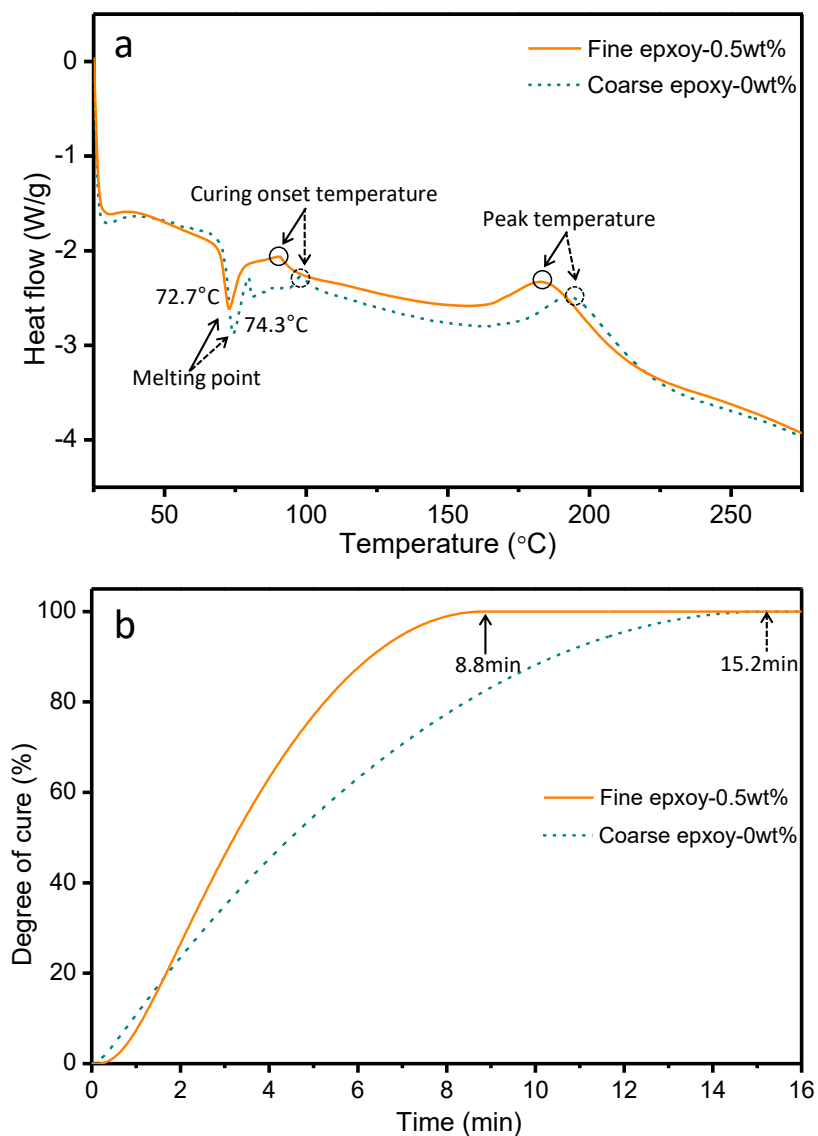 a
Fine epxoy-0.5wt%
Coarse epoxy-0wt%
0
-1
-2
-3
-4
Heat flow (W/g)
Curing onset temperature
Peak temperature
72.7°C
74.3°C
Melting point
50
100
150
200
250
Temperature (°C)
b
100
80
60
40
20
0
Degree of cure (%)
8.8min
15.2min
Fine epxoy-0.5wt%
Coarse epxoy-0wt%
0
2
4
6
8
10
12
14
16
Time (min)